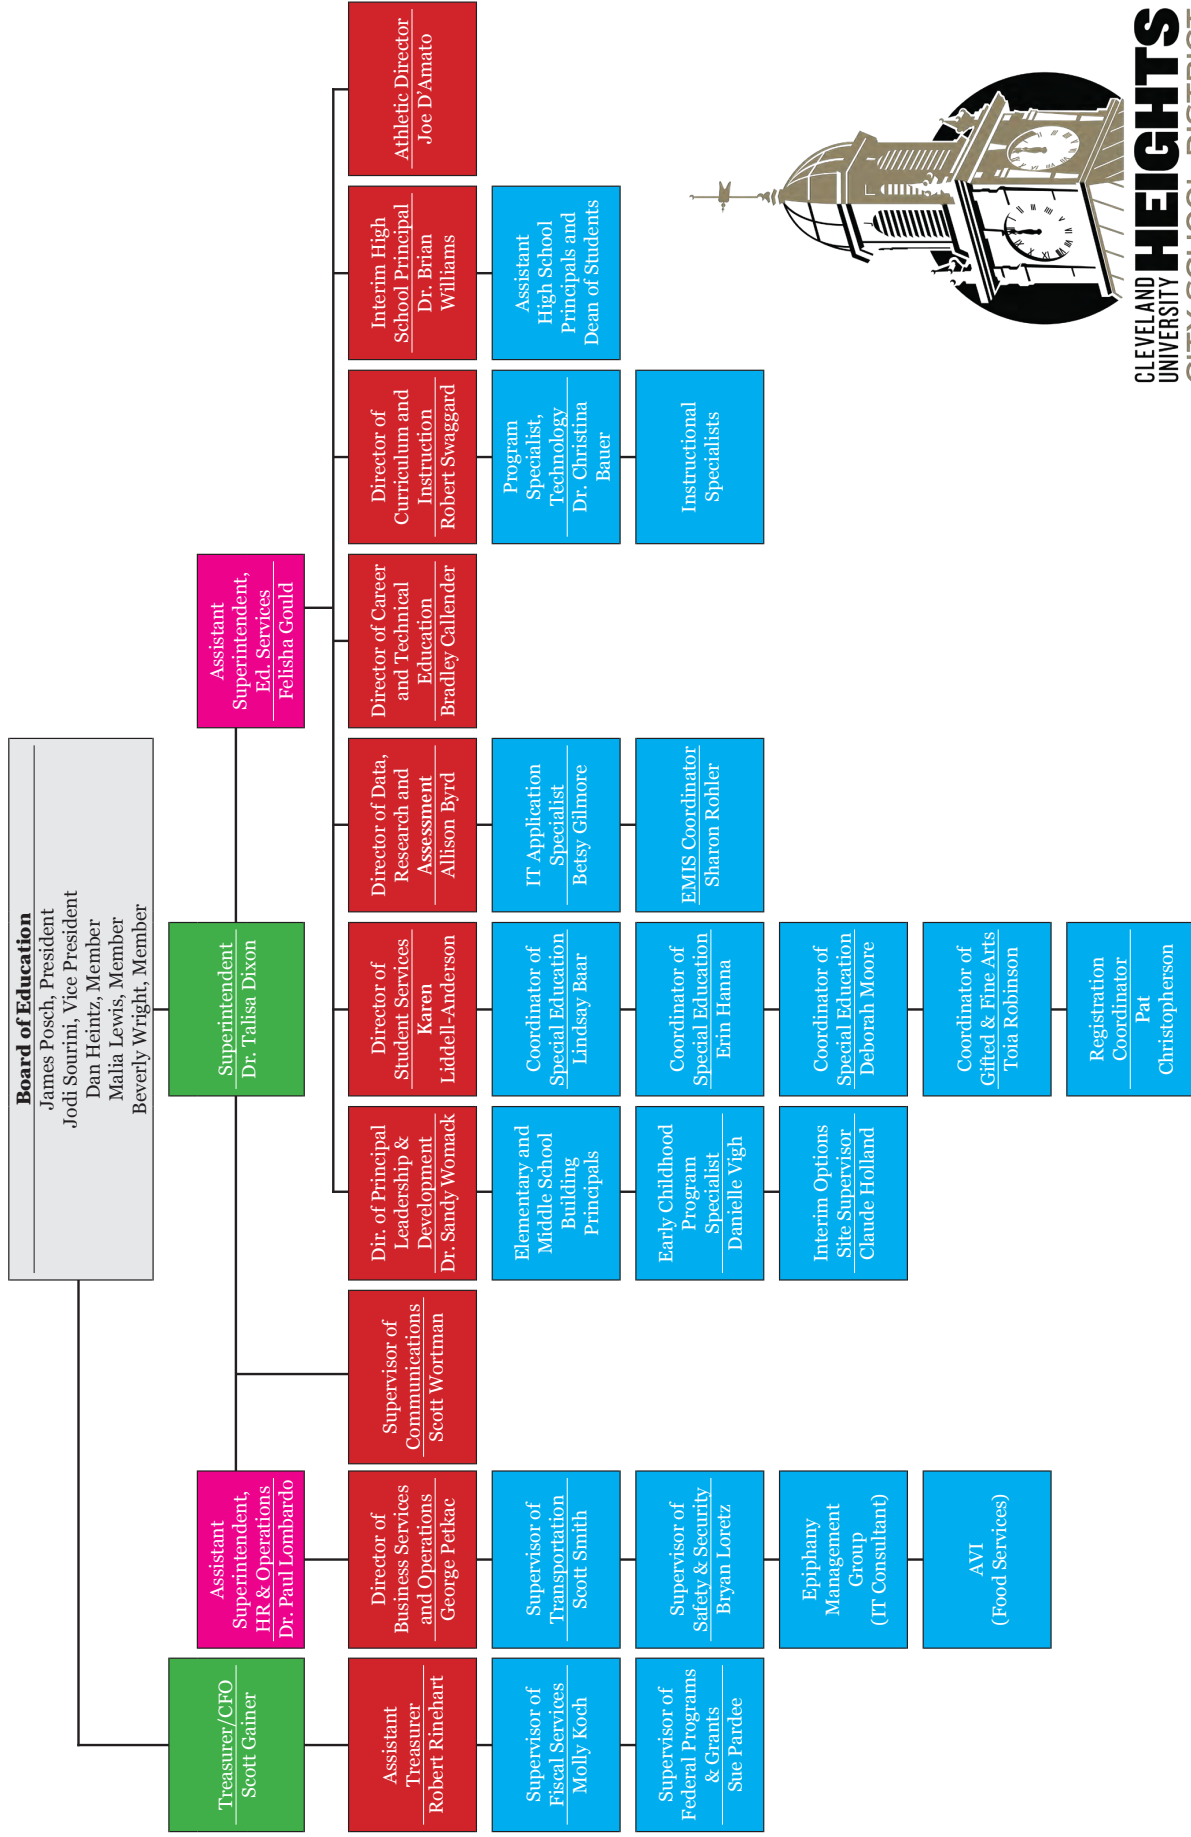 Board of Education
James Posch, President
Jodi Sourini, Vice President
Dan Heintz, Member
Malia Lewis, Member
Beverly Wright, Member
Treasurer/CFO
Scott Gainer
Superintendent
Dr. Talisa Dixon
Assistant
Superintendent,
HR & Operations
Dr. Paul Lombardo
Assistant
Superintendent,
Ed. Services
Felisha Gould
Assistant
Treasurer
Robert Rinehart
Supervisor of
Fiscal Services
Molly Koch
Supervisor of
Federal Programs
& Grants
Sue Pardee
Director of
Business Services
and Operations
George Petkac
Supervisor of
Transportation
Scott Smith
Supervisor of
Safety & Security
Bryan Loretz
Epiphany
Management
Group
(IT Consultant)
AVI
(Food Services)
Supervisor of
Communications
Scott Wortman
Dir. of Principal
Leadership &
Development
Dr. Sandy Womack
Elementary and
Middle School
Building
Principals
Early Childhood
Program
Specialist
Danielle Vigh
Interim Options
Site Supervisor
Claude Holland
Director of
Student Services
Karen
Liddell-Anderson
Coordinator of
Special Education
Lindsay Baar
Coordinator of
Special Education
Erin Hanna
Coordinator of
Special Education
Deborah Moore
Coordinator of
Gifted & Fine Arts
Toia Robinson
Registration
Coordinator
Pat
Christopherson
Director of Data,
Research and
Assessment
Allison Byrd
IT Application
Specialist
Betsy Gilmore
EMIS Coordinator
Sharon Rohler
Director of Career
and Technical
Education
Bradley Callender
Director of
Curriculum and
Instruction
Robert Swaggard
Program
Specialist,
Technology
Dr. Christina
Bauer
Instructional
Specialists
Interim High
School Principal
Dr. Brian
Williams
Assistant
High School
Principals and
Dean of Students
Athletic Director
Joe D'Amato
CLEVELAND
UNIVERSITY
HEIGHTS
CITY SCHOOL DISTRICT